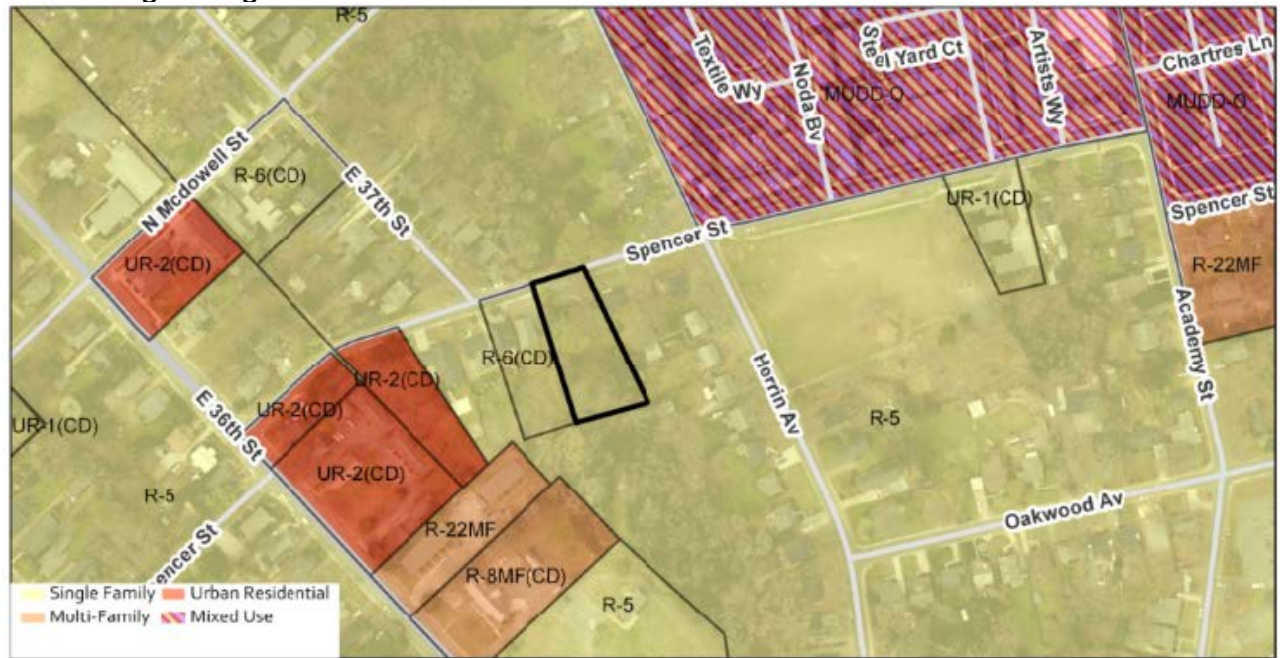 R-5
Textile Wy
Noda Bv
Steel Yard Ct
Artists Wy
Chartres Ln
MUDD-O
MUDD-O
N Mcdowell St
R-6(CD)
E 37th St
UR-2(CD)
Spencer St
UR-1(CD)
Spencer St
R-22MF
R-6(CD)
UR-2(CD)
UR-2(CD)
E 36th St
UR-1(CD)
Herrin Av
R-5
Academy St
UR-2(CD)
R-5
R-22MF
Oakwood Av
encer St
R-8MF(CD)
R-5
Single Family
Urban Residential
Multi-Family
Mixed Use